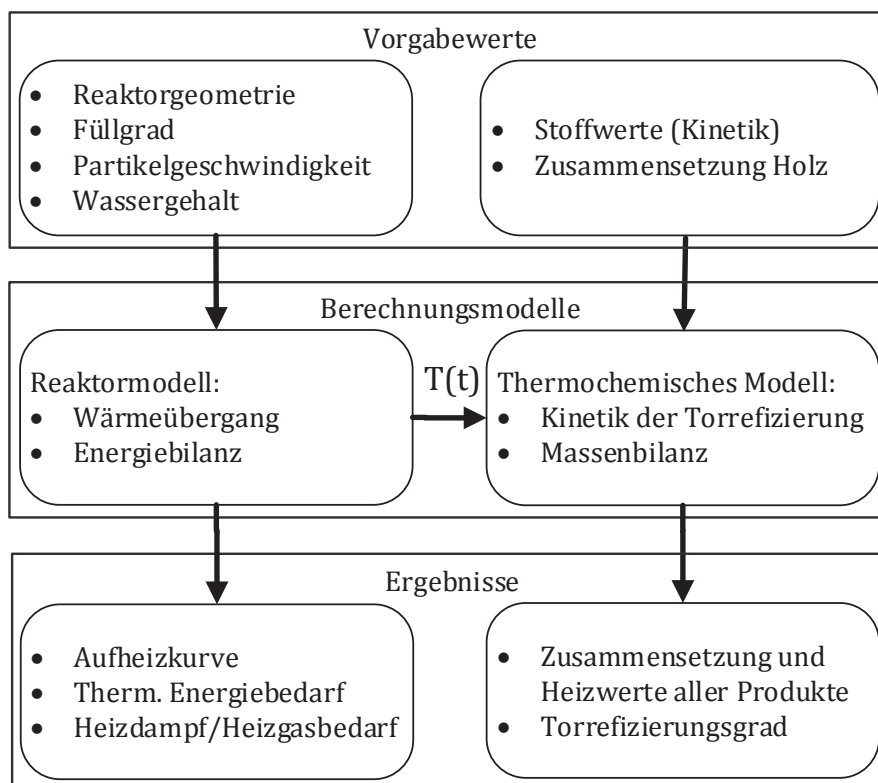 Vorgabewerte
• Reaktorgeometrie
• Füllgrad
• Partikelgeschwindigkeit
• Wassergehalt
• Stoffwerte (Kinetik)
• Zusammensetzung Holz
Berechnungsmodelle
Reaktormodell:
• Wärmeübergang
• Energiebilanz
T(t)
Thermochemisches Modell:
• Kinetik der Torrefizierung
• Massenbilanz
Ergebnisse
• Aufheizkurve
• Therm. Energiebedarf
• Heizdampf/Heizgasbedarf
• Zusammensetzung und
Heizwerte aller Produkte
• Torrefizierungsgrad